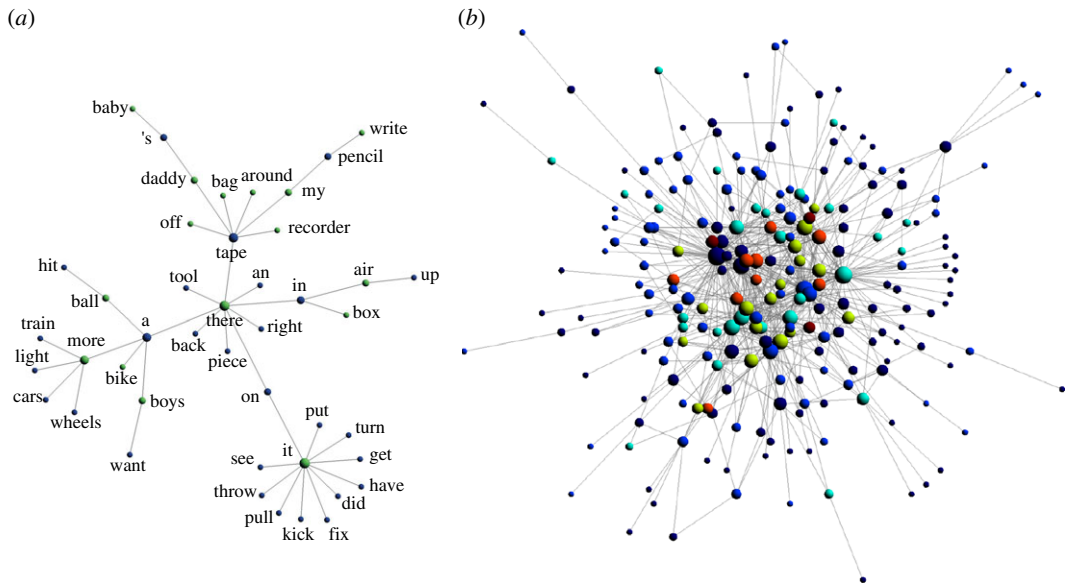 (a)
(b)
baby
's
write
pencil
daddy
bag
around
my
off
recorder
tape
hit
tool
an
in
air
up
ball
there
box
train
a
right
more
back
light
piece
bike
cars
boys
on
wheels
put
turn
want
it
see
get
throw
have
did
pull
kick
fix